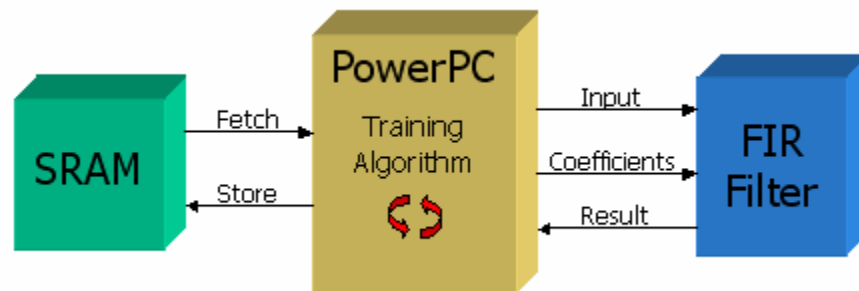 SRAM
Fetch
Store
PowerPC
Training
Algorithm
Input
Coefficients
Result
FIR
Filter